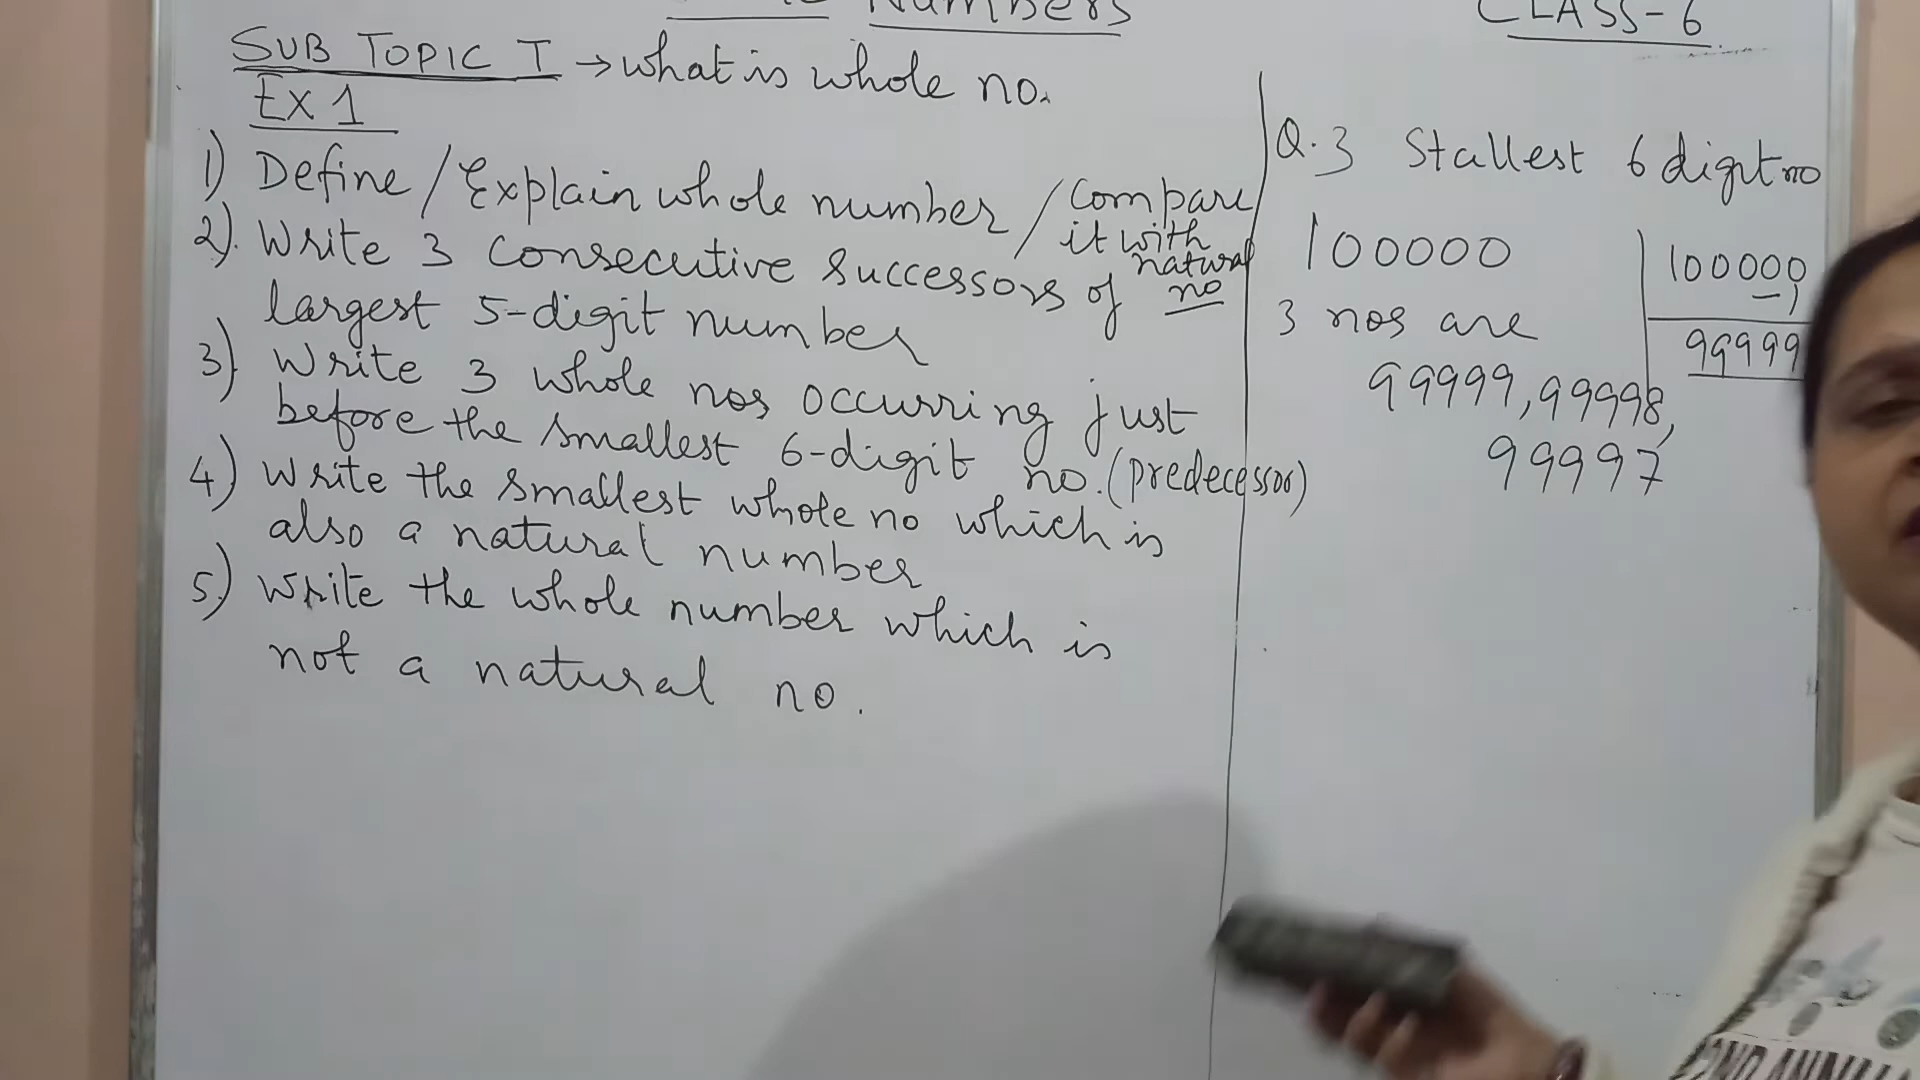 Numbers
CLASS-6
SUB TOPIC I → what is whole no.
EX 1
1) Define / Explain whole number / compare it with natural no
2). Write 3 consecutive successors of
largest 5-digit number
3) Write 3 whole nos occurring just
before the smallest 6-digit no. (predecessor)
4) Write the smallest whole no which is
also a natural number
5.) Write the whole number which is
not a natural no.
Q.3 Stallest 6 digit no
100000
3 nos are
99999, 99998,
99997
100000
-1
99999